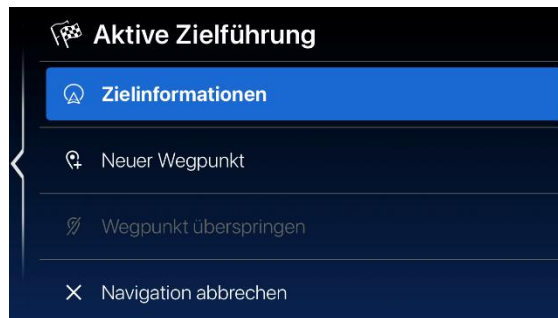 Aktive Zielführung
Zielinformationen
Neuer Wegpunkt
Wegpunkt überspringen
Navigation abbrechen